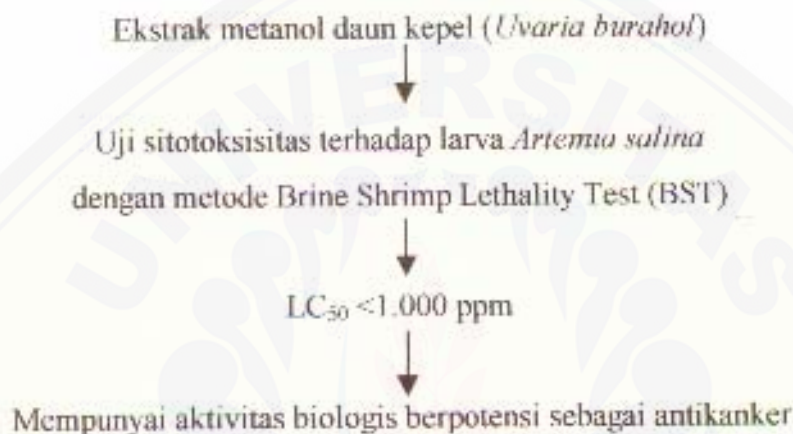 Ekstrak metanol daun kepel (Uvaria burahol)
Uji sitotoksisitas terhadap larva Artemia salina
dengan metode Brine Shrimp Lethality Test (BST)
LC₅₀ <1.000 ppm
Mempunyai aktivitas biologis berpotensi sebagai antikanker
UNIVERSITAS